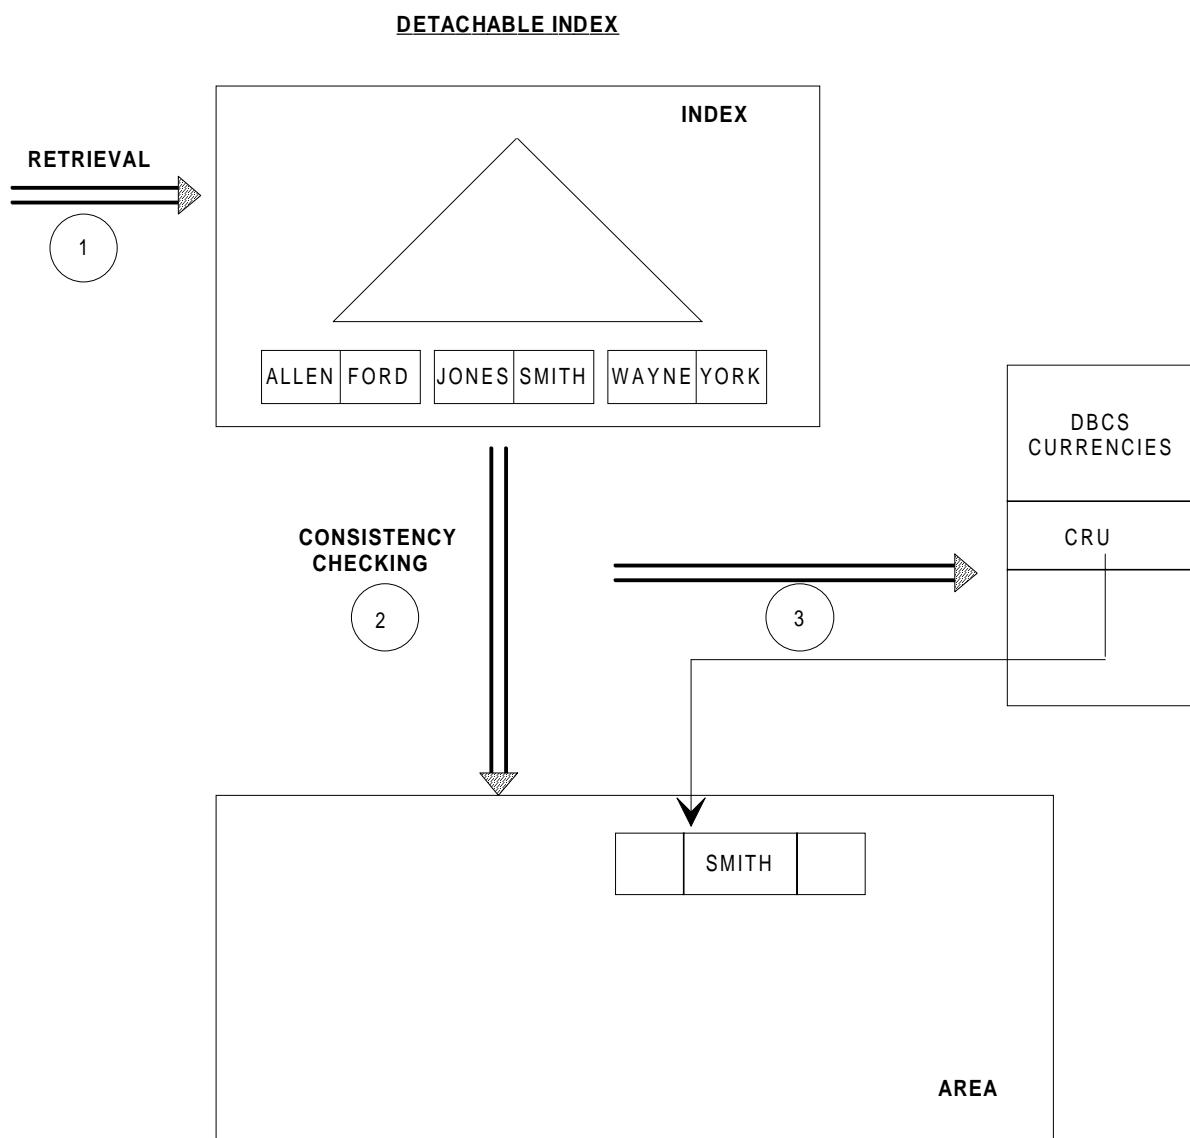 DETACHABLE INDEX
INDEX
RETRIEVAL
1
ALLEN FORD JONES SMITH WAYNE YORK
DBCS
CURRENCIES
CONSISTENCY
CHECKING
CRU
2
3
SMITH
AREA